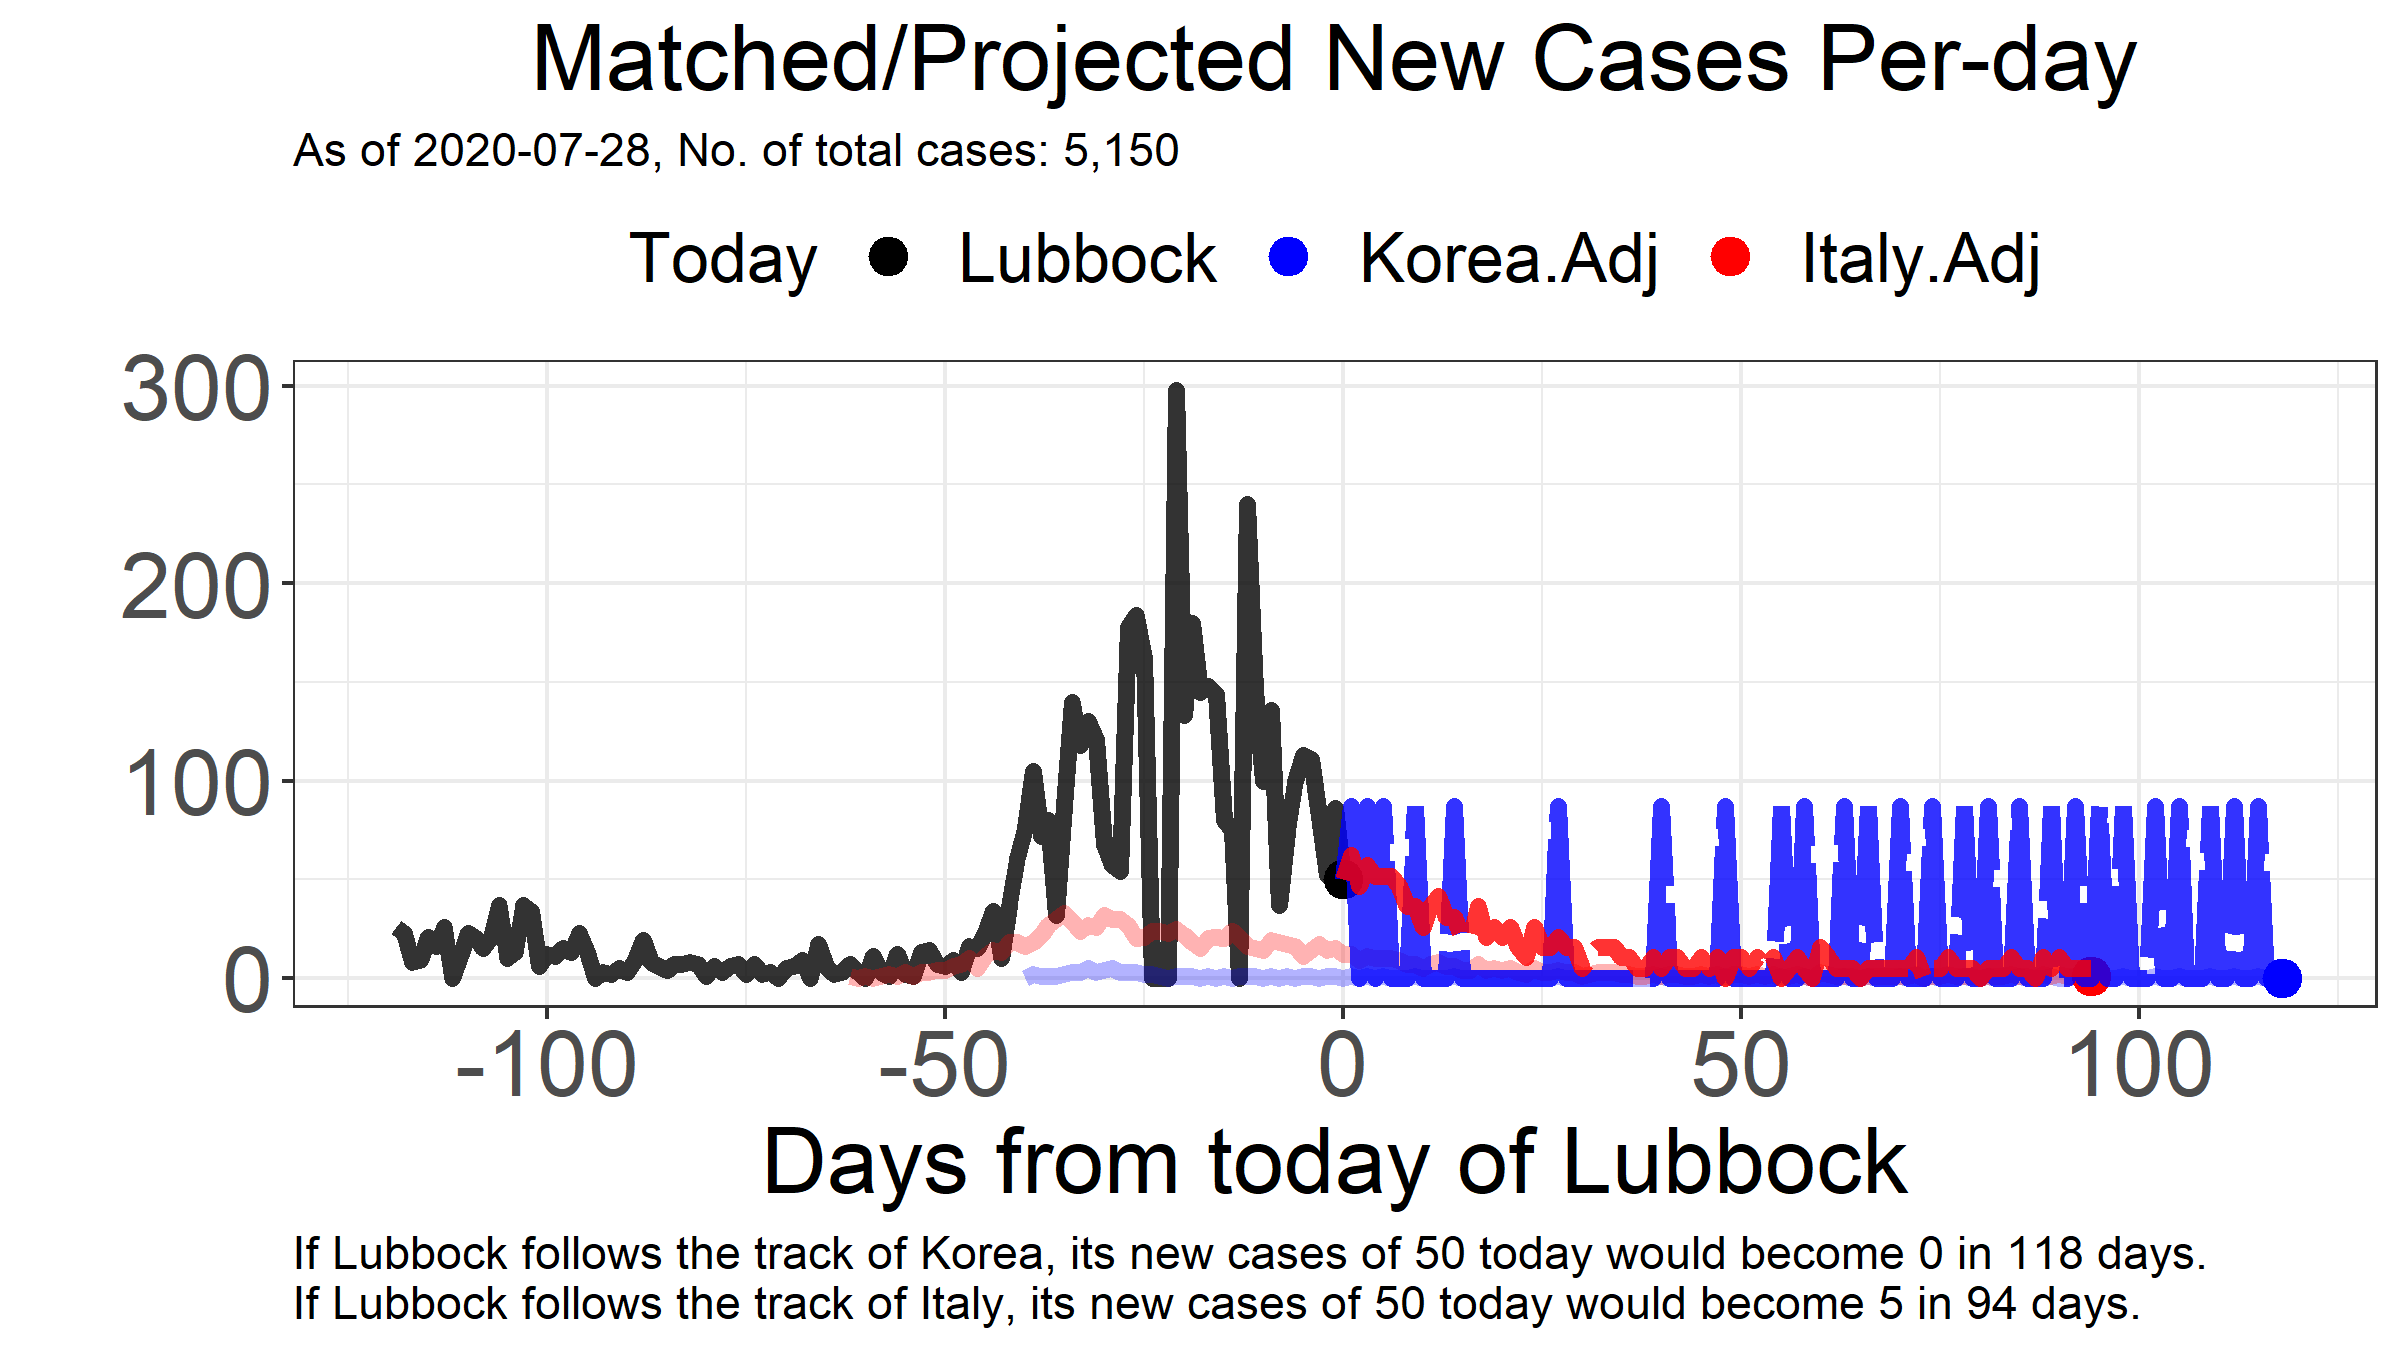 Matched/Projected New Cases Per-day
As of 2020-07-28, No. of total cases: 5,150
Today Lubbock Korea.Adj Italy.Adj
300
200
100
0
-100 -50 0 50 100
Days from today of Lubbock
If Lubbock follows the track of Korea, its new cases of 50 today would become 0 in 118 days.
If Lubbock follows the track of Italy, its new cases of 50 today would become 5 in 94 days.